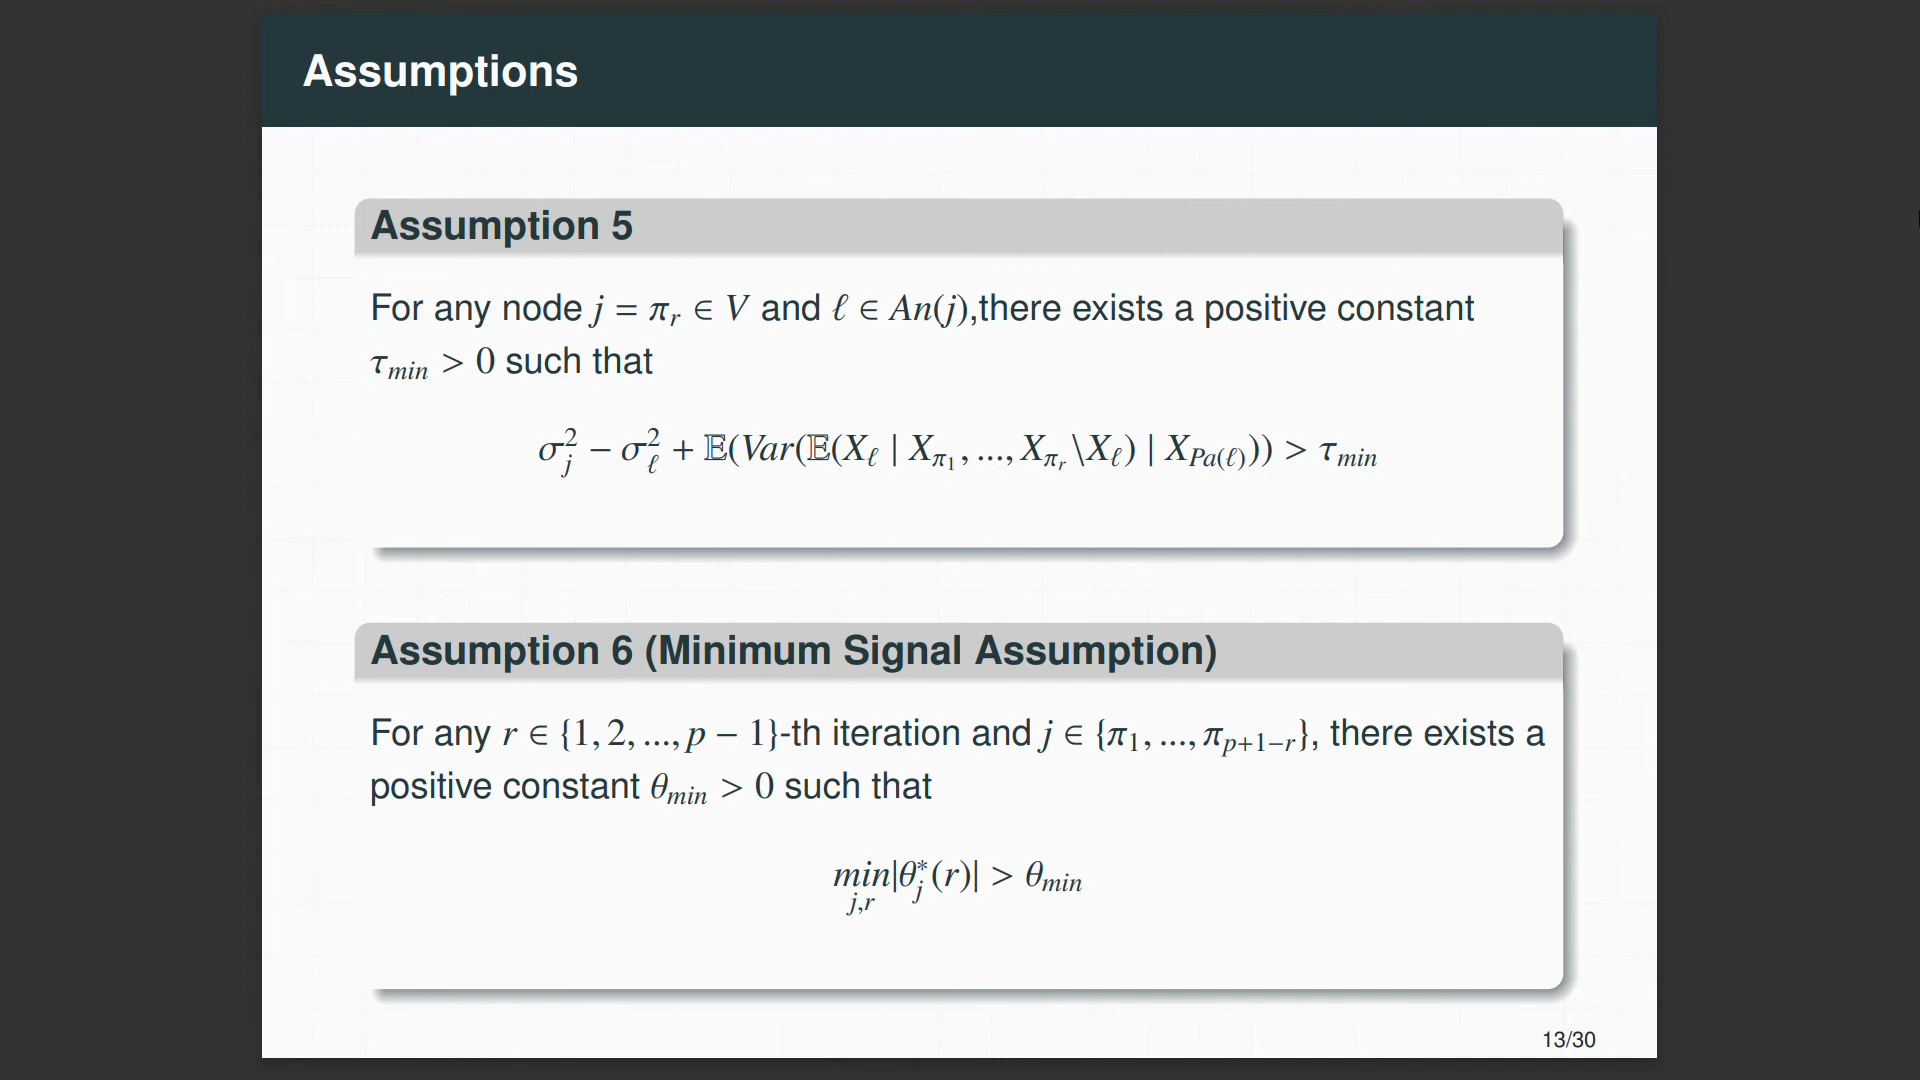 Assumptions
Assumption 5
For any node j = π_r ∈ V and ℓ ∈ An(j),there exists a positive constant
τ_min > 0 such that
σ_j^2 − σ_ℓ^2 + 𝔼(Var(𝔼(X_ℓ | X_{π_1}, ..., X_{π_r}\X_ℓ) | X_{Pa(ℓ)})) > τ_min
Assumption 6 (Minimum Signal Assumption)
For any r ∈ {1, 2, ..., p − 1}-th iteration and j ∈ {π_1, ..., π_{p+1−r}}, there exists a
positive constant θ_min > 0 such that
min_{j,r} |θ_j^*(r)| > θ_min
13/30